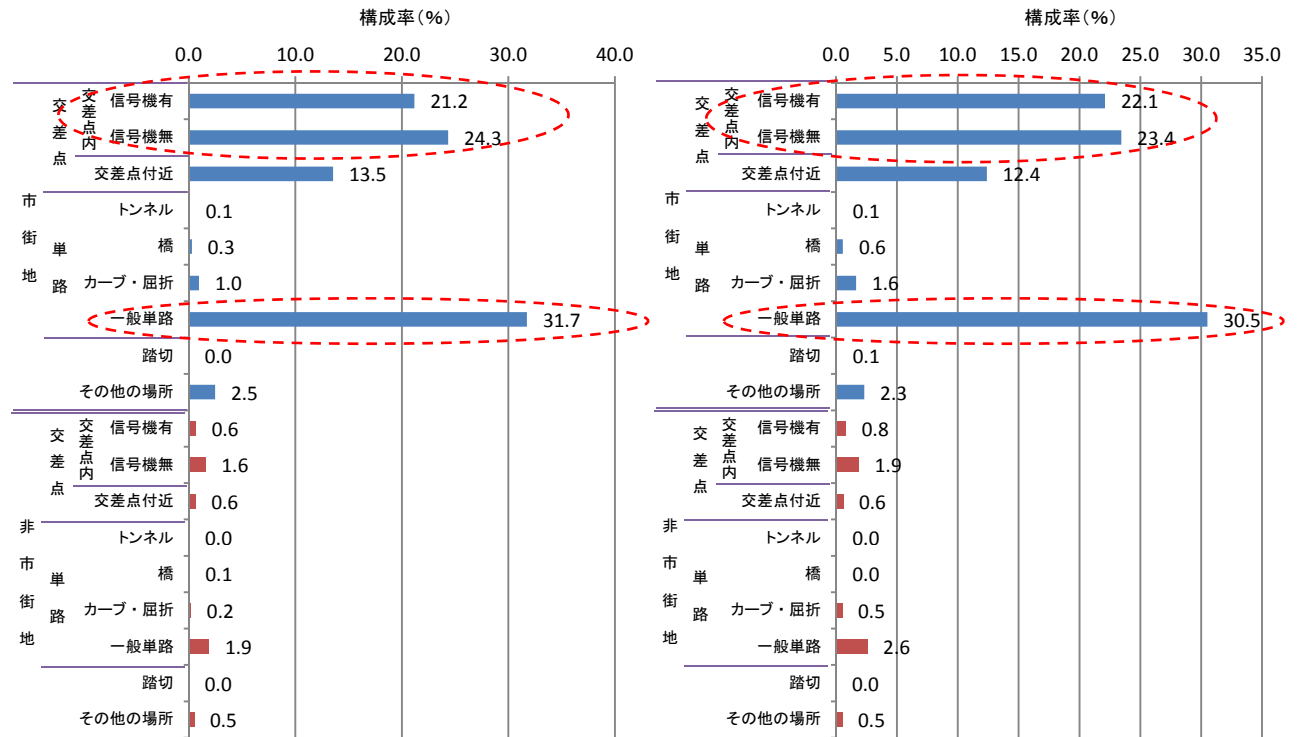 構成率(%)
0.0 10.0 20.0 30.0 40.0
市街地
交差点
交差点内
信号機有 21.2
信号機無 24.3
交差点付近 13.5
単路
トンネル 0.1
橋 0.3
カーブ・屈折 1.0
一般単路 31.7
踏切 0.0
その他の場所 2.5
非市街地
交差点
交差点内
信号機有 0.6
信号機無 1.6
交差点付近 0.6
単路
トンネル 0.0
橋 0.1
カーブ・屈折 0.2
一般単路 1.9
踏切 0.0
その他の場所 0.5
構成率(%)
0.0 5.0 10.0 15.0 20.0 25.0 30.0 35.0
市街地
交差点
交差点内
信号機有 22.1
信号機無 23.4
交差点付近 12.4
単路
トンネル 0.1
橋 0.6
カーブ・屈折 1.6
一般単路 30.5
踏切 0.1
その他の場所 2.3
非市街地
交差点
交差点内
信号機有 0.8
信号機無 1.9
交差点付近 0.6
単路
トンネル 0.0
橋 0.0
カーブ・屈折 0.5
一般単路 2.6
踏切 0.0
その他の場所 0.5